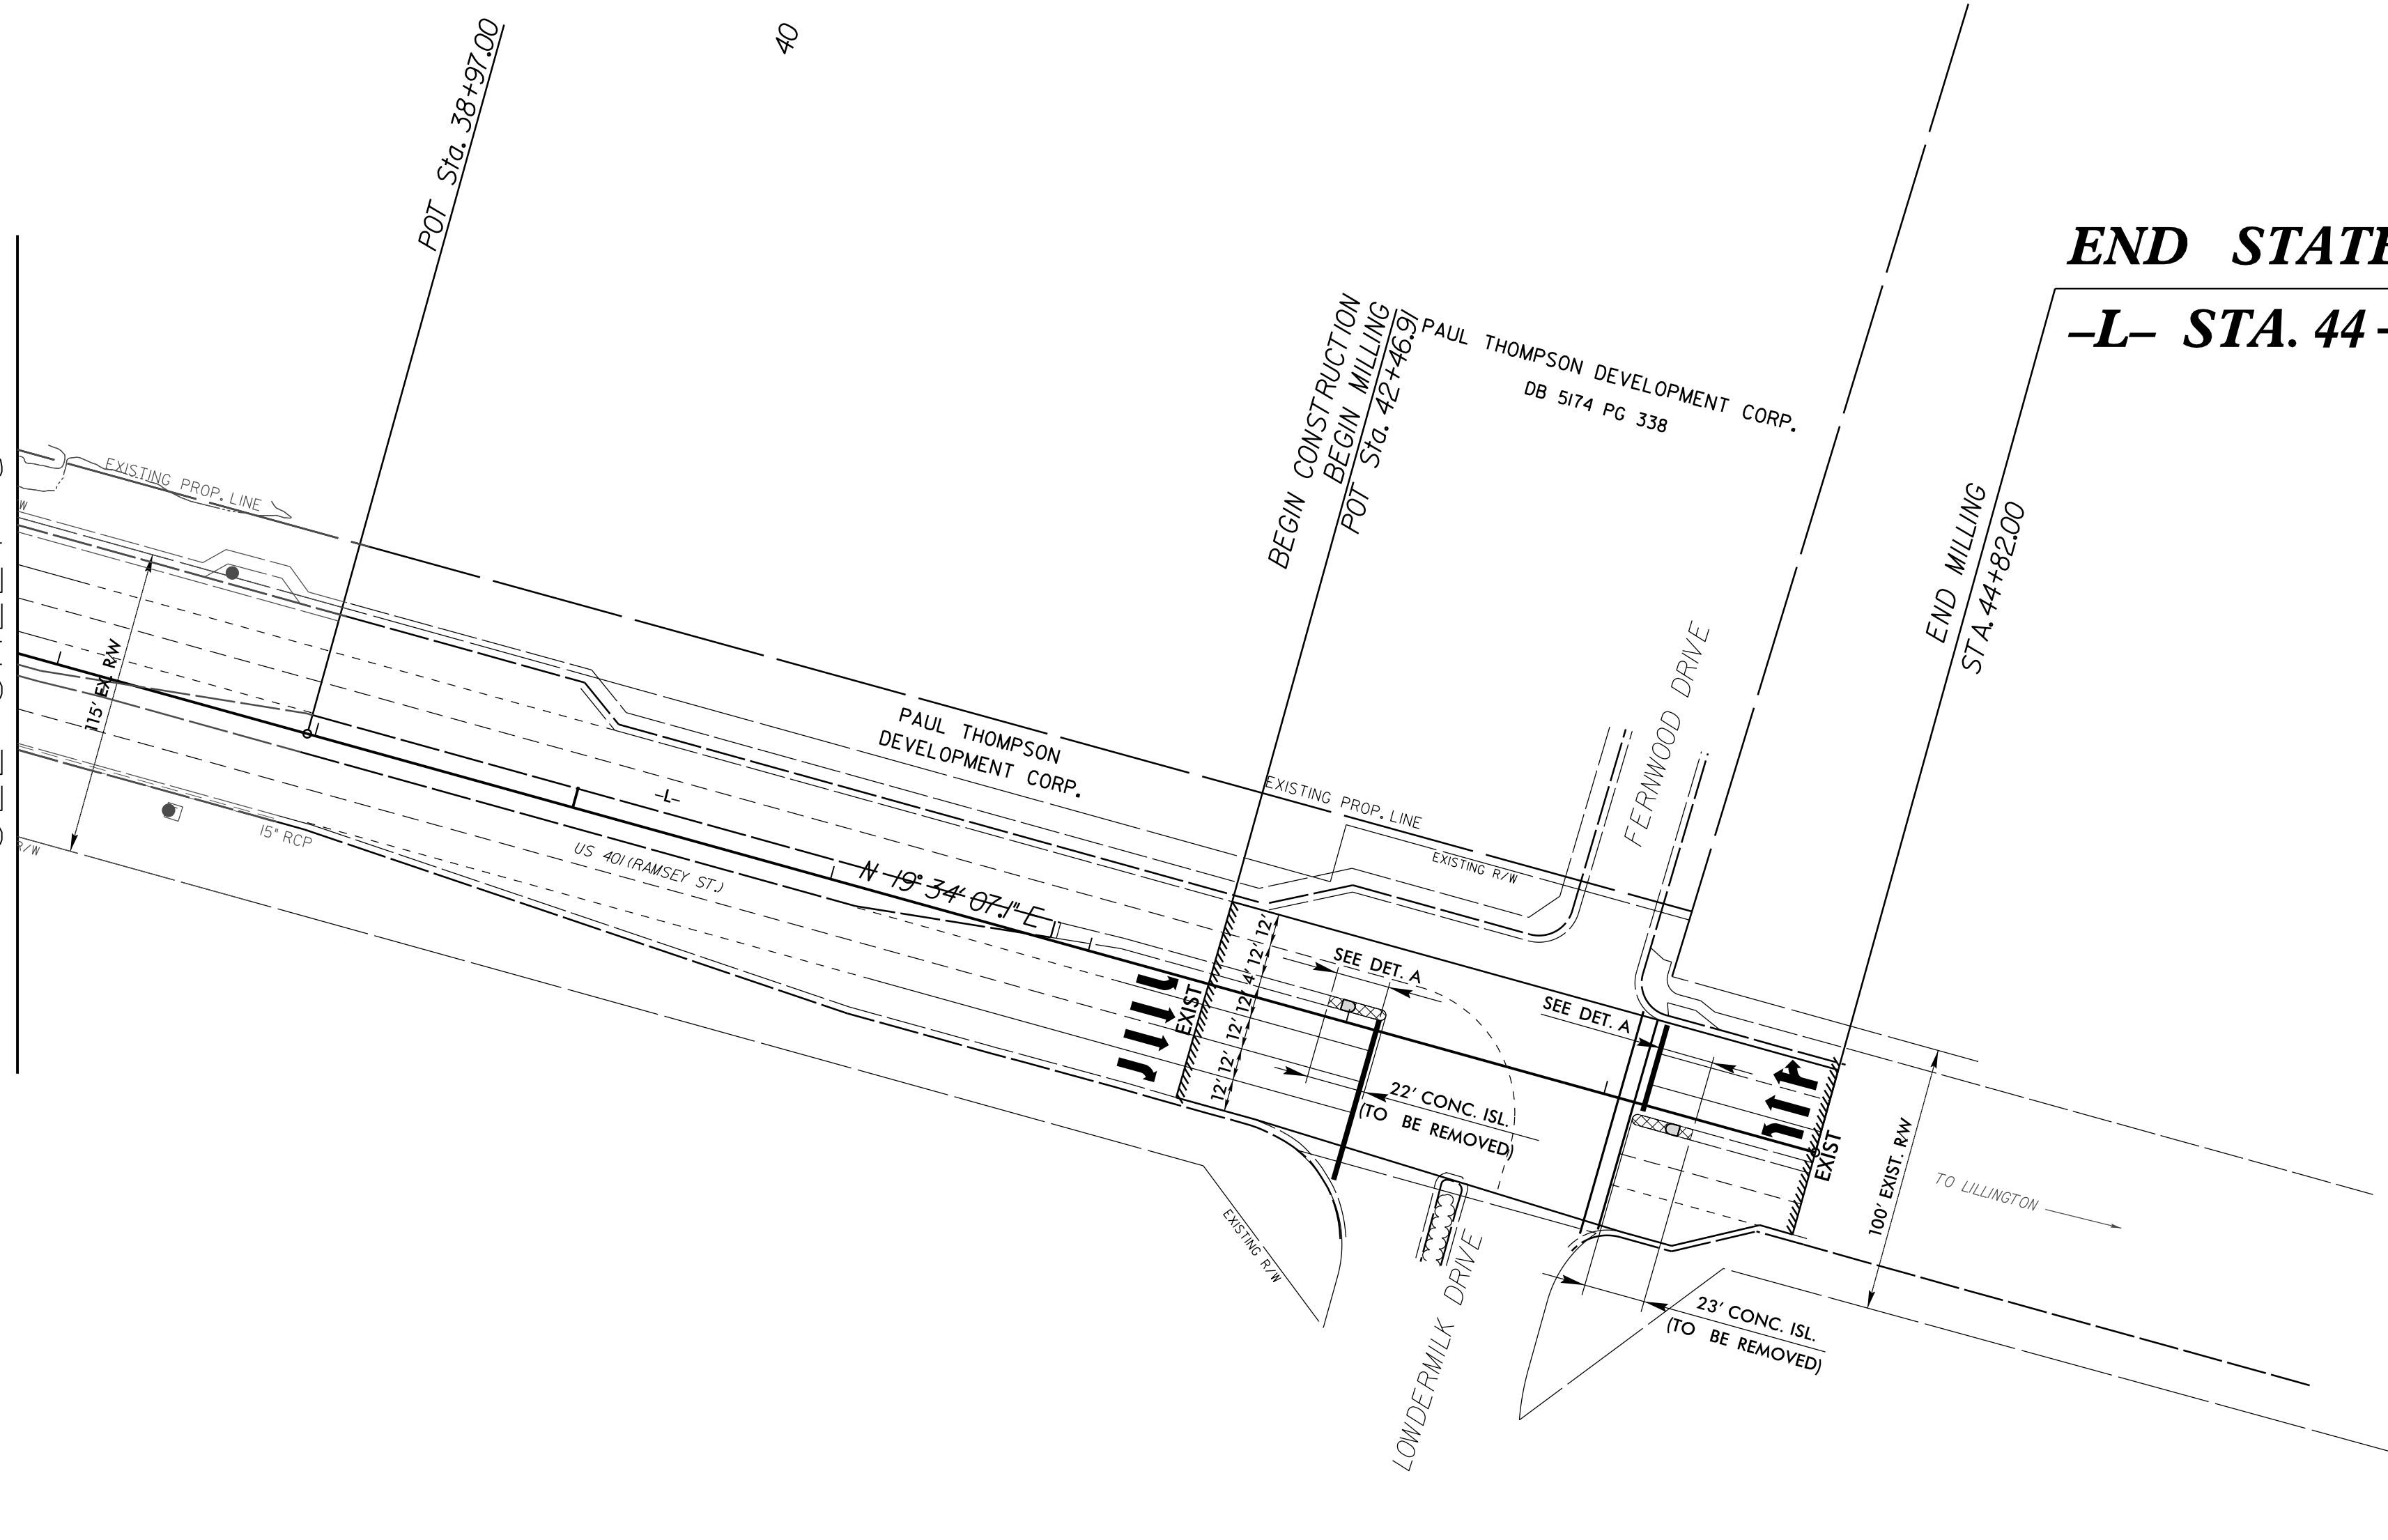 40
POT Sta. 38+97.00
END STATE
-L- STA. 44
BEGIN CONSTRUCTION
BEGIN MILLING
POT Sta. 42+46.91
PAUL THOMPSON DEVELOPMENT CORP.
DB 5174 PG 338
END MILLING
STA. 44+82.00
EXISTING PROP. LINE
115' EX. R/W
R/W
15" RCP
-L-
US 401 (RAMSEY ST.)
N 19° 34' 07.1" E
PAUL THOMPSON
DEVELOPMENT CORP.
EXISTING PROP. LINE
EXISTING R/W
FERNWOOD DRIVE
EXIST
12' 12' 12' 12' 4' 12' 12'
SEE DET. A
SEE DET. A
22' CONC. ISL.
(TO BE REMOVED)
EXISTING R/W
LOWDERMILK DRIVE
23' CONC. ISL.
(TO BE REMOVED)
EXIST
100' EXIST. R/W
TO LILLINGTON